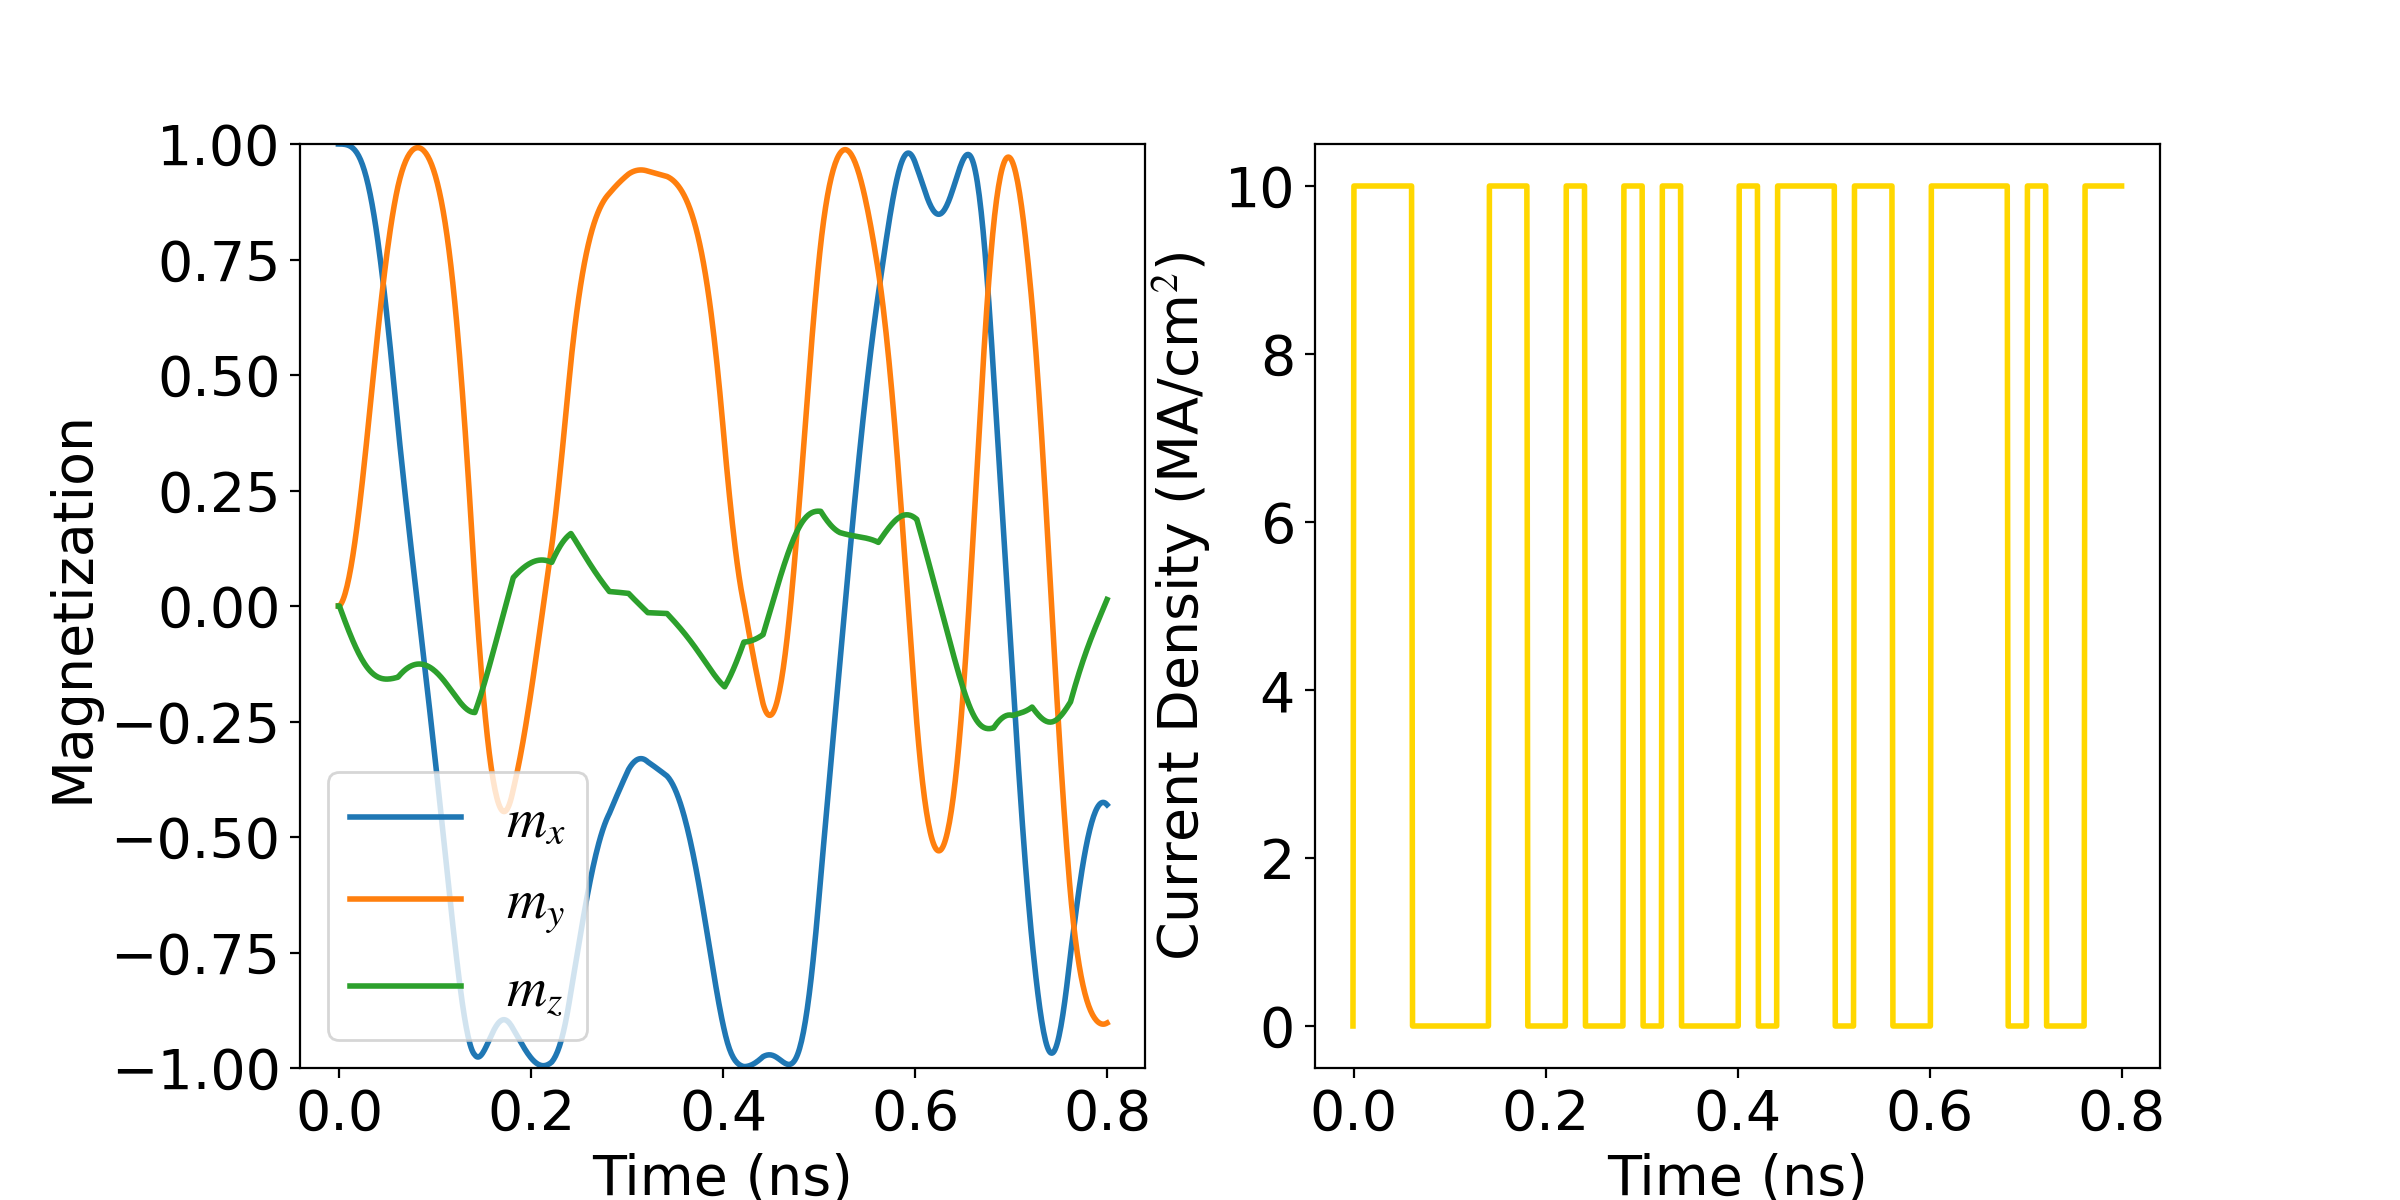 Magnetization
1.00
0.75
0.50
0.25
0.00
−0.25
−0.50
−0.75
−1.00
m_x
m_y
m_z
0.0 0.2 0.4 0.6 0.8
Time (ns)
Current Density (MA/cm²)
10
8
6
4
2
0
0.0 0.2 0.4 0.6 0.8
Time (ns)